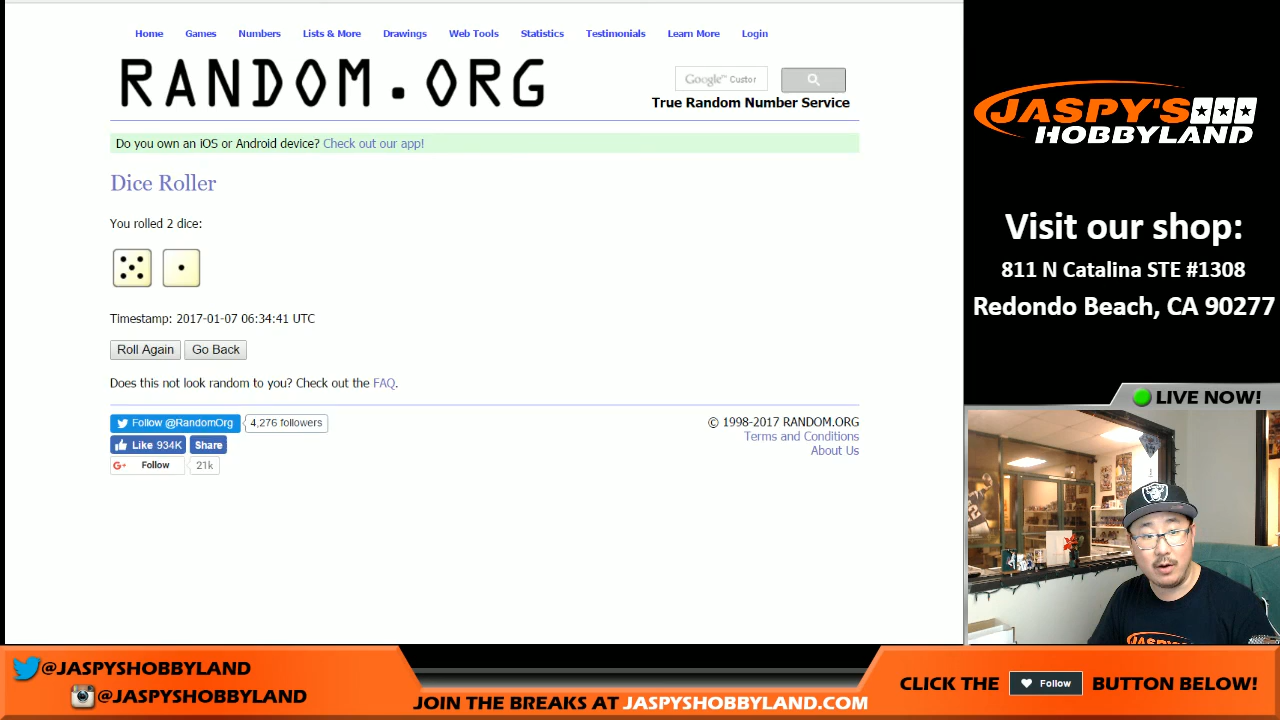 Home Games Numbers Lists & More Drawings Web Tools Statistics Testimonials Learn More Login
RANDOM.ORG
Google™ Custor
True Random Number Service
Do you own an iOS or Android device? Check out our app!
Dice Roller
You rolled 2 dice:
Timestamp: 2017-01-07 06:34:41 UTC
Roll Again Go Back
Does this not look random to you? Check out the FAQ.
Follow @RandomOrg 4,276 followers
Like 934K Share
G+ Follow 21k
© 1998-2017 RANDOM.ORG
Terms and Conditions
About Us
JASPY'S
HOBBYLAND
Visit our shop:
811 N Catalina STE #1308
Redondo Beach, CA 90277
LIVE NOW!
@JASPYSHOBBYLAND
@JASPYSHOBBYLAND
JOIN THE BREAKS AT JASPYSHOBBYLAND.COM
CLICK THE Follow BUTTON BELOW!